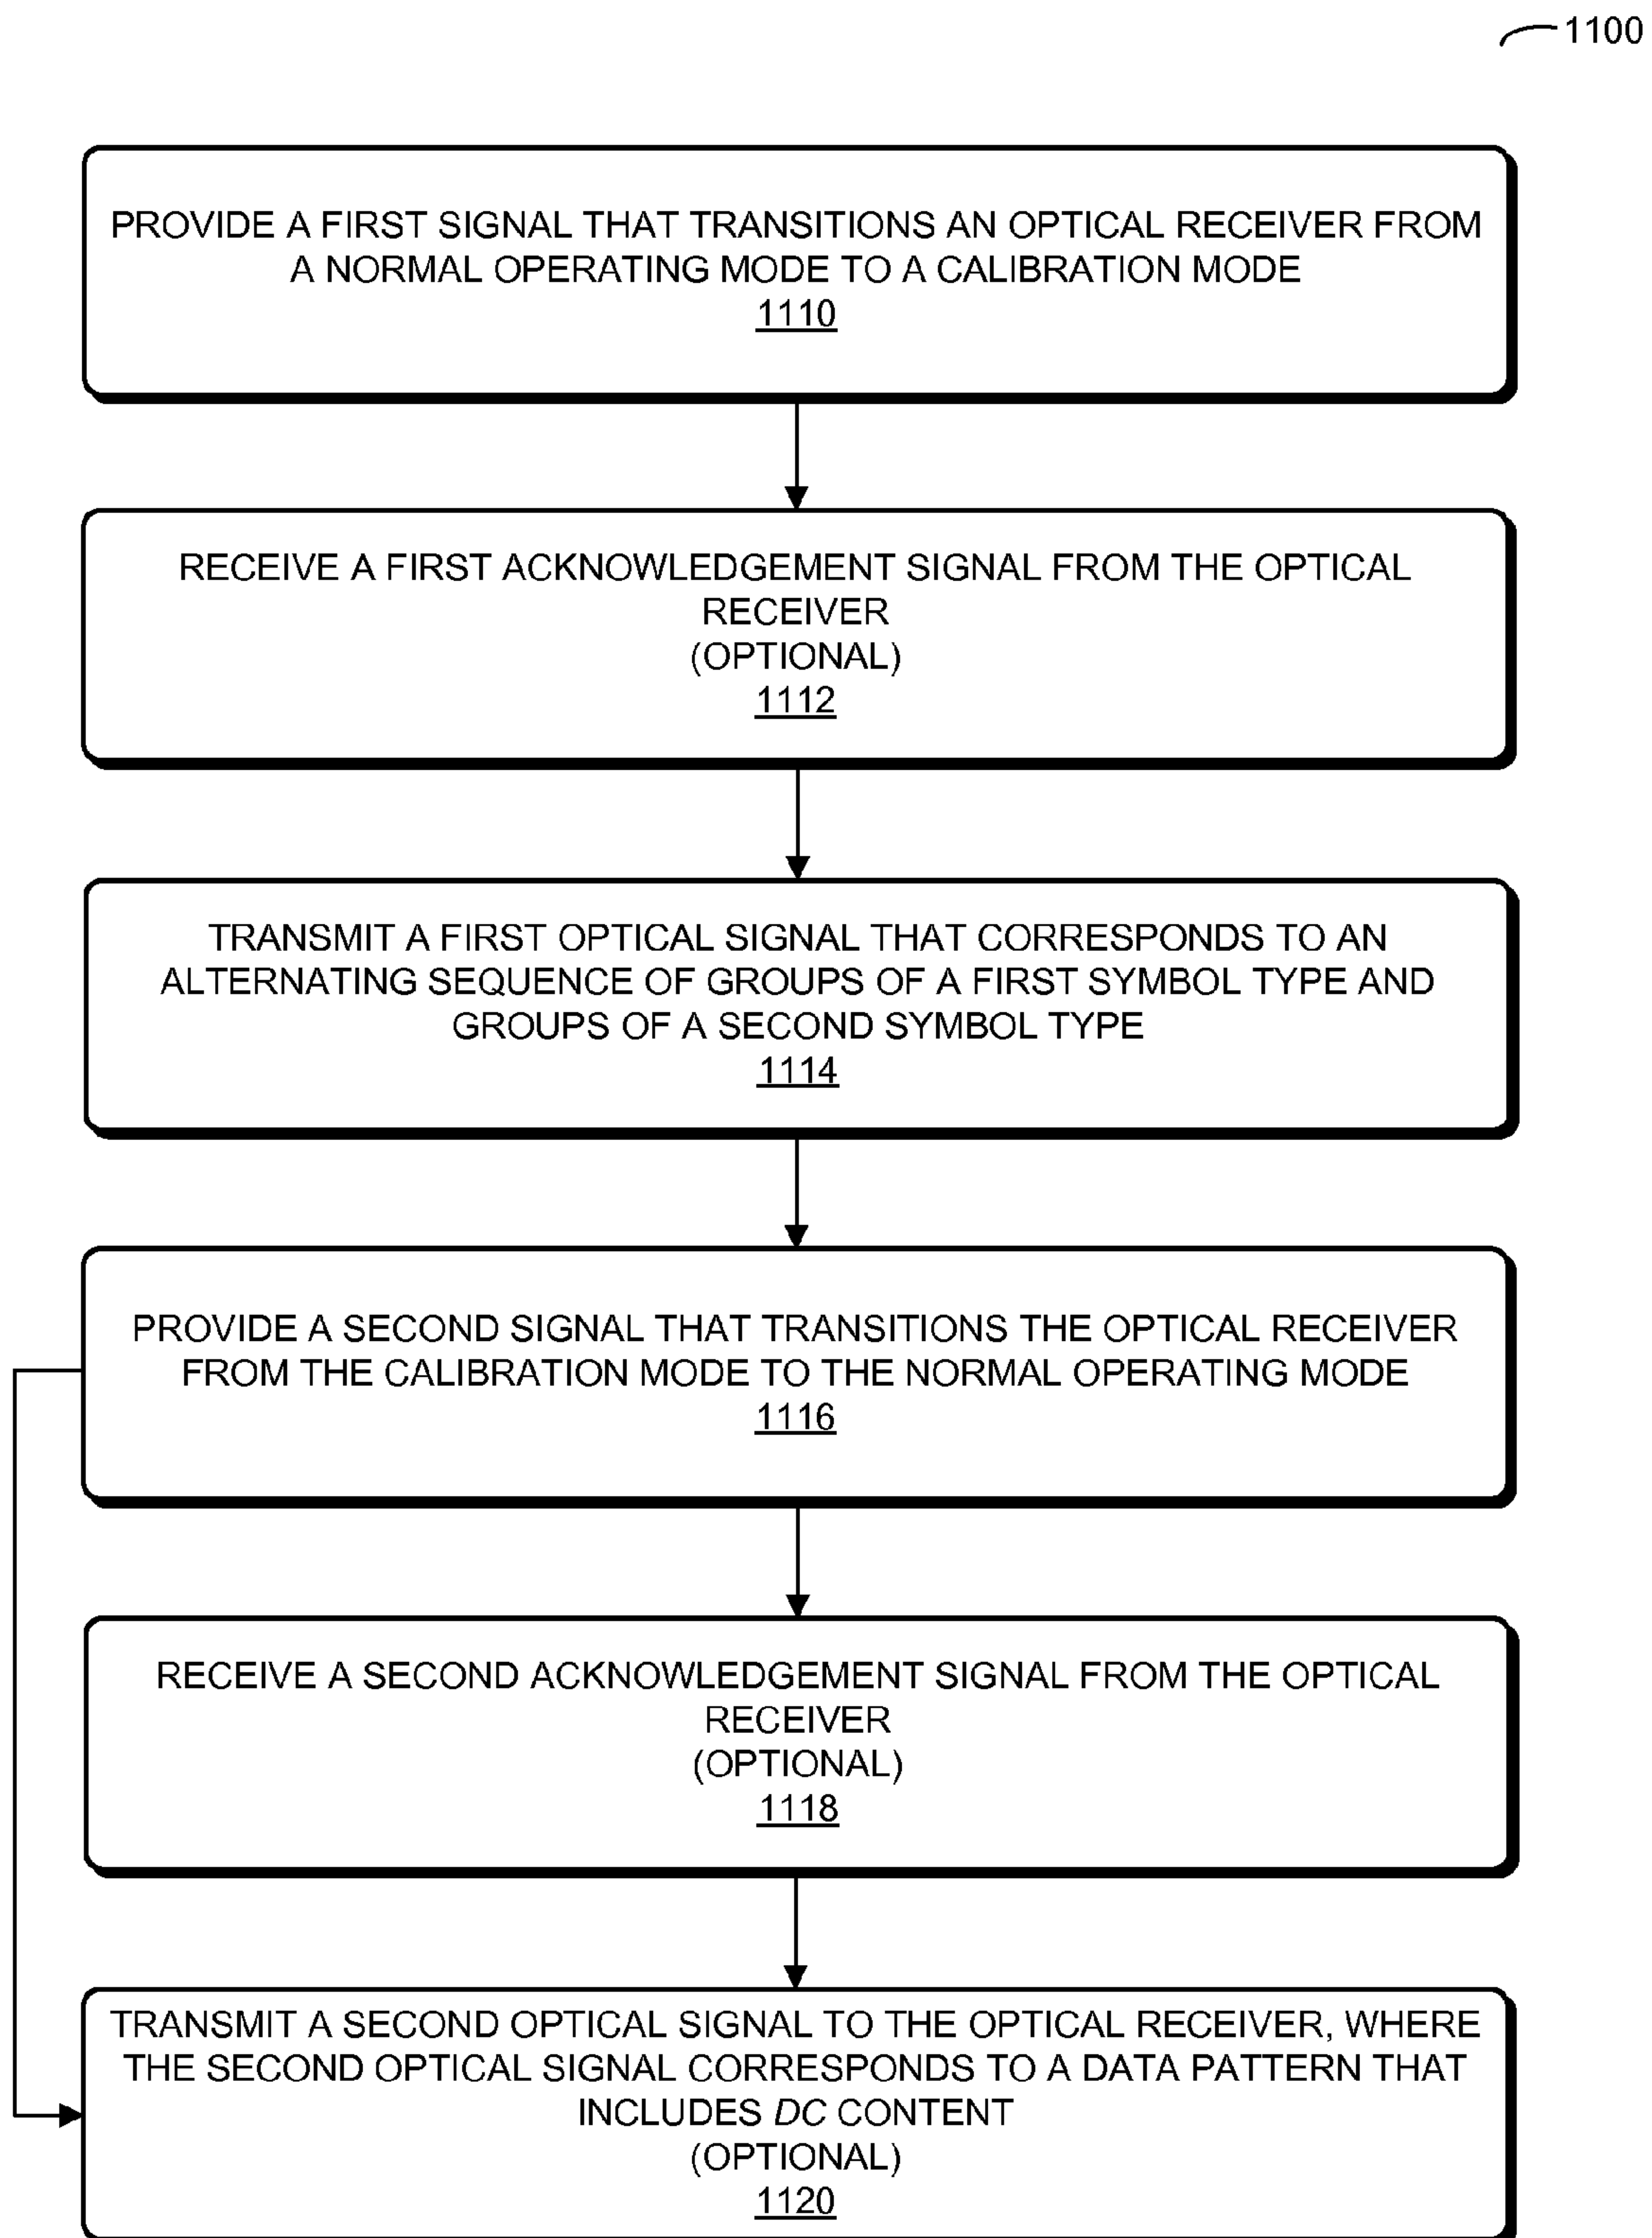 1100
PROVIDE A FIRST SIGNAL THAT TRANSITIONS AN OPTICAL RECEIVER FROM
A NORMAL OPERATING MODE TO A CALIBRATION MODE
1110
RECEIVE A FIRST ACKNOWLEDGEMENT SIGNAL FROM THE OPTICAL
RECEIVER
(OPTIONAL)
1112
TRANSMIT A FIRST OPTICAL SIGNAL THAT CORRESPONDS TO AN
ALTERNATING SEQUENCE OF GROUPS OF A FIRST SYMBOL TYPE AND
GROUPS OF A SECOND SYMBOL TYPE
1114
PROVIDE A SECOND SIGNAL THAT TRANSITIONS THE OPTICAL RECEIVER
FROM THE CALIBRATION MODE TO THE NORMAL OPERATING MODE
1116
RECEIVE A SECOND ACKNOWLEDGEMENT SIGNAL FROM THE OPTICAL
RECEIVER
(OPTIONAL)
1118
TRANSMIT A SECOND OPTICAL SIGNAL TO THE OPTICAL RECEIVER, WHERE
THE SECOND OPTICAL SIGNAL CORRESPONDS TO A DATA PATTERN THAT
INCLUDES DC CONTENT
(OPTIONAL)
1120